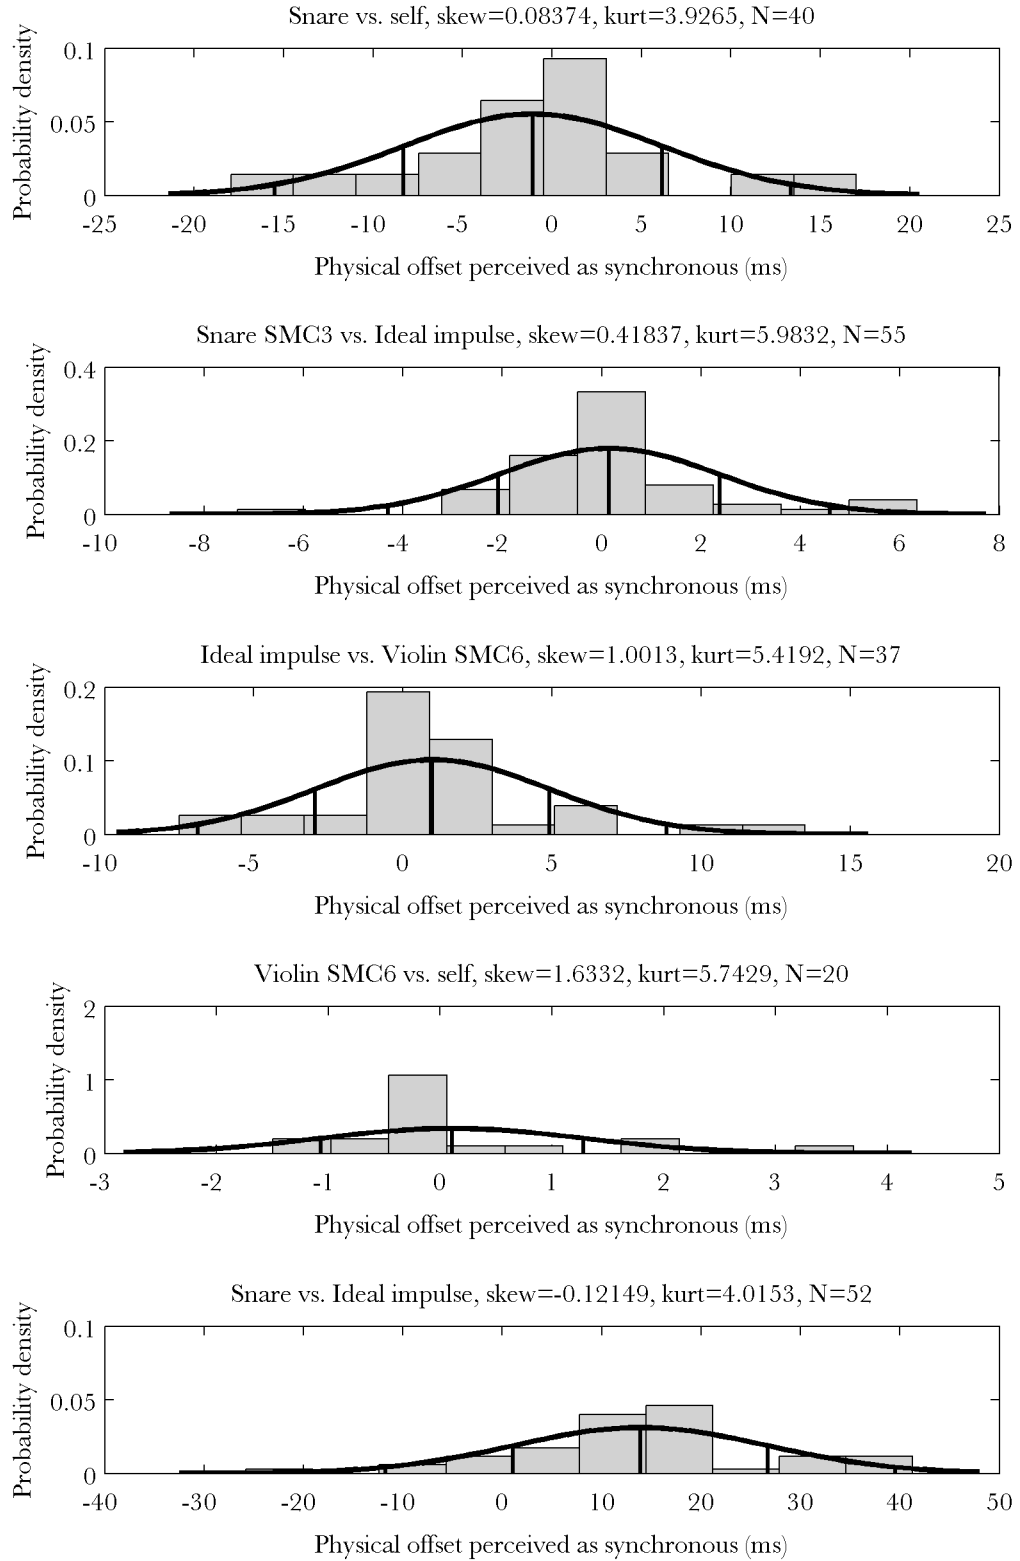 Snare vs. self, skew=0.08374, kurt=3.9265, N=40
Probability density
0.1
0.05
0
-25 -20 -15 -10 -5 0 5 10 15 20 25
Physical offset perceived as synchronous (ms)
Snare SMC3 vs. Ideal impulse, skew=0.41837, kurt=5.9832, N=55
Probability density
0.4
0.2
0
-10 -8 -6 -4 -2 0 2 4 6 8
Physical offset perceived as synchronous (ms)
Ideal impulse vs. Violin SMC6, skew=1.0013, kurt=5.4192, N=37
Probability density
0.2
0.1
0
-10 -5 0 5 10 15 20
Physical offset perceived as synchronous (ms)
Violin SMC6 vs. self, skew=1.6332, kurt=5.7429, N=20
Probability density
2
1
0
-3 -2 -1 0 1 2 3 4 5
Physical offset perceived as synchronous (ms)
Snare vs. Ideal impulse, skew=-0.12149, kurt=4.0153, N=52
Probability density
0.1
0.05
0
-40 -30 -20 -10 0 10 20 30 40 50
Physical offset perceived as synchronous (ms)